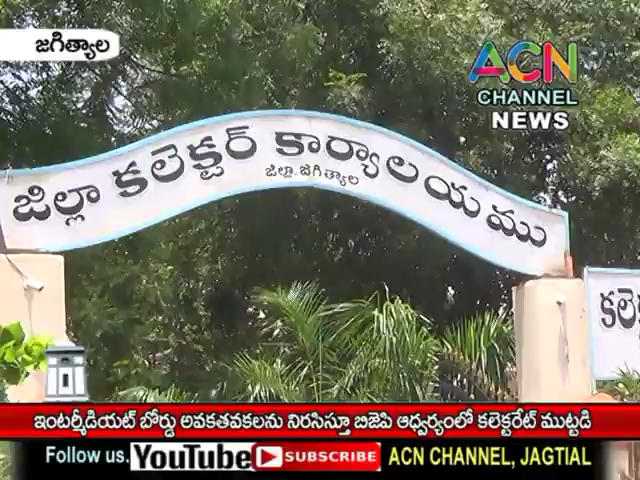 జగిత్యాల
ACN
CHANNEL
NEWS
జిల్లా కలెక్టర్ కార్యాలయము
జిల్లా. జగిత్యాల
కలె
ఇంటర్మీడియట్ బోర్డు అవకతవకలను నిరసిస్తూ బిజెపి ఆధ్వర్యంలో కలెక్టరేట్ ముట్టడి
Follow us. YouTube SUBSCRIBE ACN CHANNEL, JAGTIAL